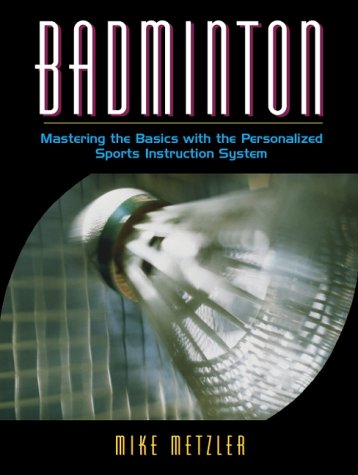 BADMINTON
Mastering the Basics with the Personalized
Sports Instruction System
MIKE METZLER